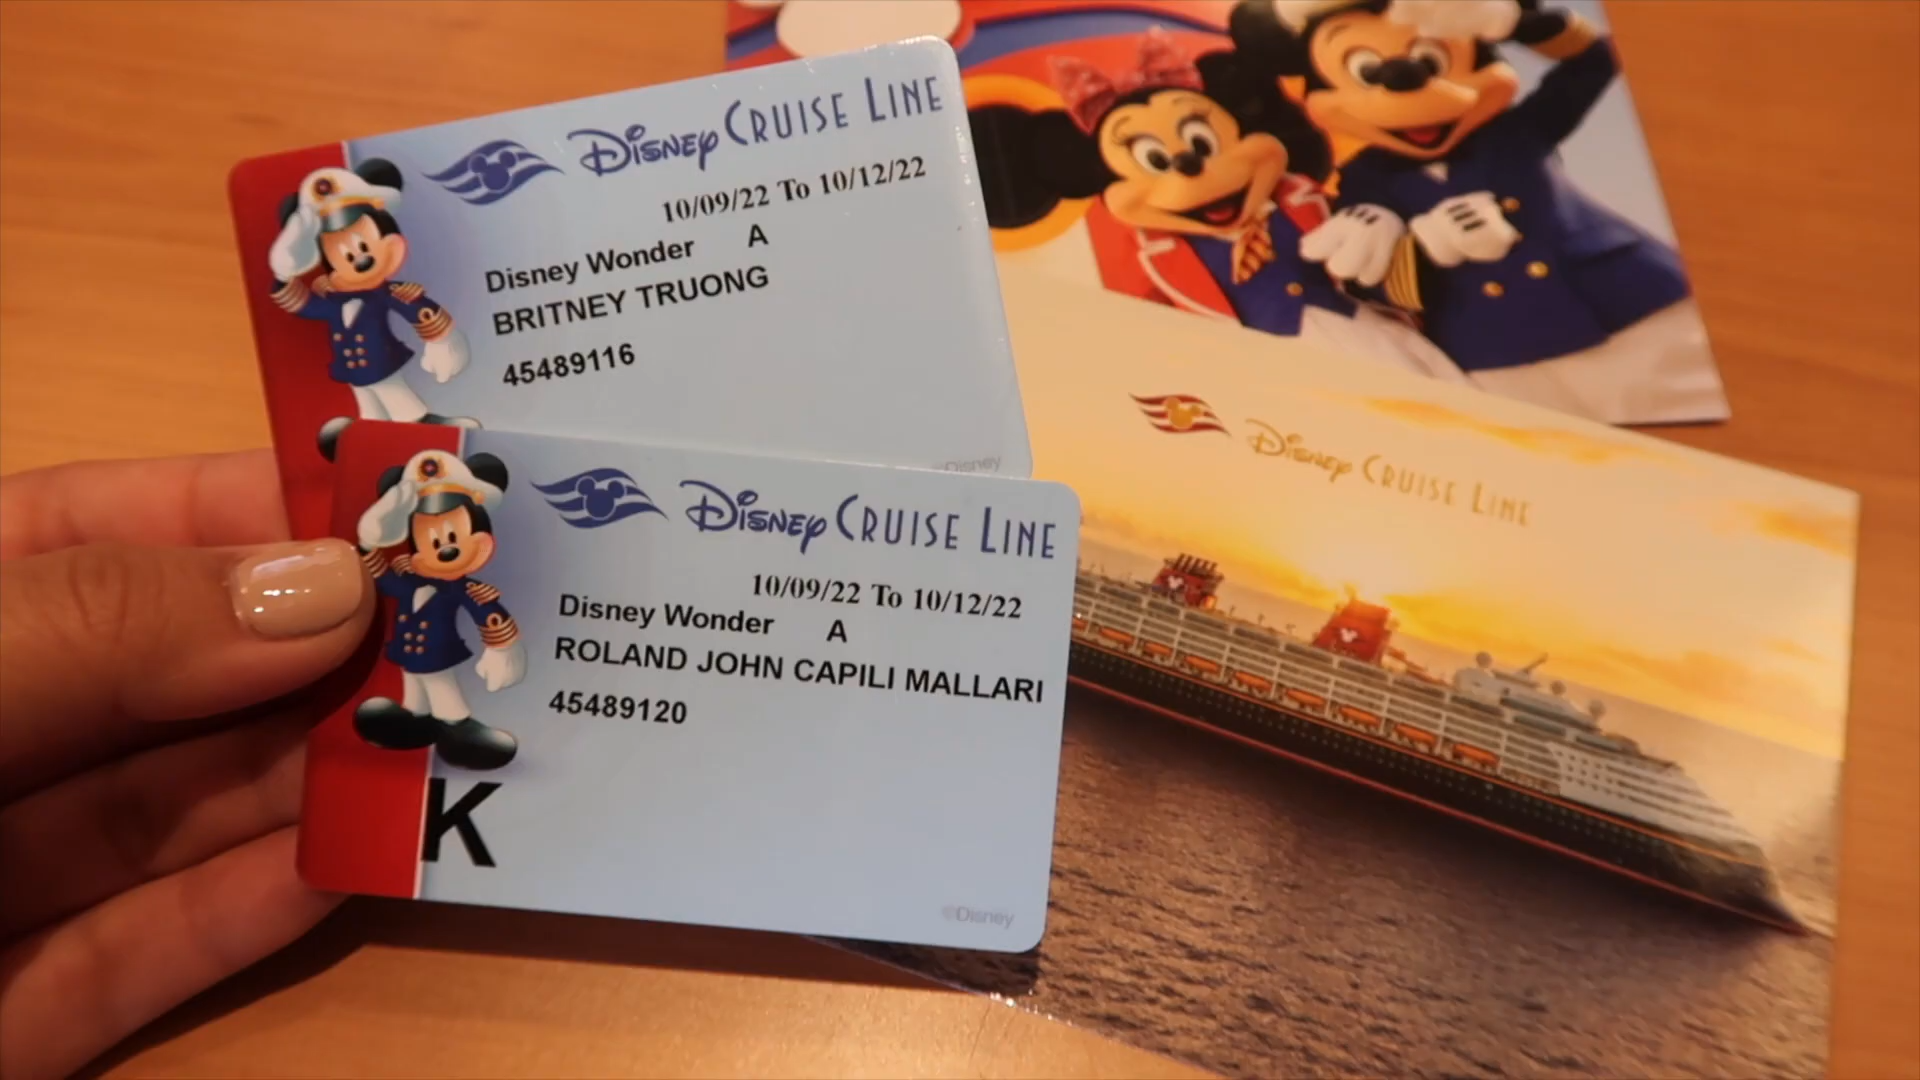 Disney Cruise Line
10/09/22 To 10/12/22
Disney Wonder A
BRITNEY TRUONG
45489116
©Disney
Disney Cruise Line
10/09/22 To 10/12/22
Disney Wonder A
ROLAND JOHN CAPILI MALLARI
45489120
K
©Disney
Disney Cruise Line